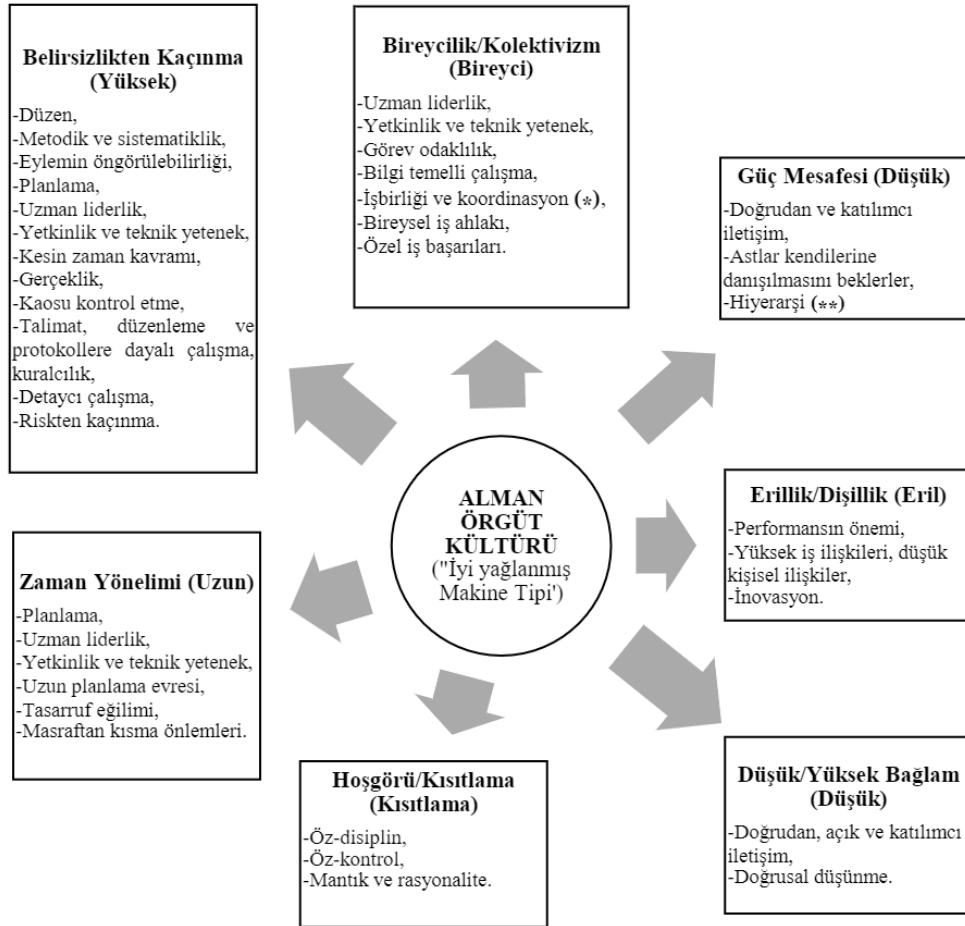 Belirsizlikten Kaçınma
(Yüksek)
-Düzen,
-Metodik ve sistematiklik,
-Eylemin öngörülebilirliği,
-Planlama,
-Uzman liderlik,
-Yetkinlik ve teknik yetenek,
-Kesin zaman kavramı,
-Gerçeklik,
-Kaosu kontrol etme,
-Talimat, düzenleme ve
protokollere dayalı çalışma,
kuralcılık,
-Detaycı çalışma,
-Riskten kaçınma.
Bireycilik/Kolektivizm
(Bireyci)
-Uzman liderlik,
-Yetkinlik ve teknik yetenek,
-Görev odaklılık,
-Bilgi temelli çalışma,
-İşbirliği ve koordinasyon (*),
-Bireysel iş ahlakı,
-Özel iş başarıları.
Güç Mesafesi (Düşük)
-Doğrudan ve katılımcı
iletişim,
-Astlar kendilerine
danışılmasını beklerler,
-Hiyerarşi (**)
ALMAN
ÖRGÜT
KÜLTÜRÜ
("İyi yağlanmış
Makine Tipi')
Erillik/Dişillik (Eril)
-Performansın önemi,
-Yüksek iş ilişkileri, düşük
kişisel ilişkiler,
-İnovasyon.
Zaman Yönelimi (Uzun)
-Planlama,
-Uzman liderlik,
-Yetkinlik ve teknik yetenek,
-Uzun planlama evresi,
-Tasarruf eğilimi,
-Masraftan kısma önlemleri.
Hoşgörü/Kısıtlama
(Kısıtlama)
-Öz-disiplin,
-Öz-kontrol,
-Mantık ve rasyonalite.
Düşük/Yüksek Bağlam
(Düşük)
-Doğrudan, açık ve katılımcı
iletişim,
-Doğrusal düşünme.